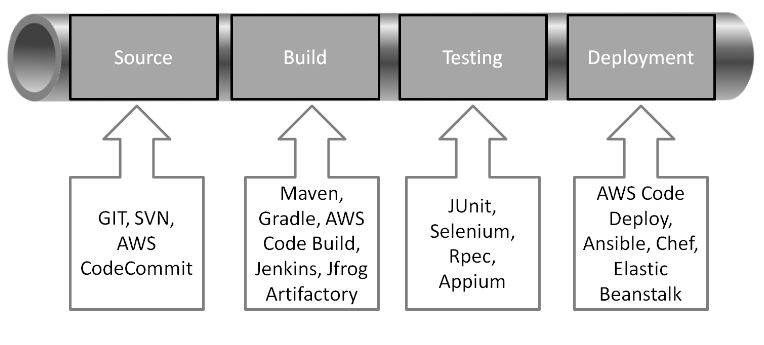 Source
Build
Testing
Deployment
GIT, SVN,
AWS
CodeCommit
Maven,
Gradle, AWS
Code Build,
Jenkins, Jfrog
Artifactory
JUnit,
Selenium,
Rpec,
Appium
AWS Code
Deploy,
Ansible, Chef,
Elastic
Beanstalk